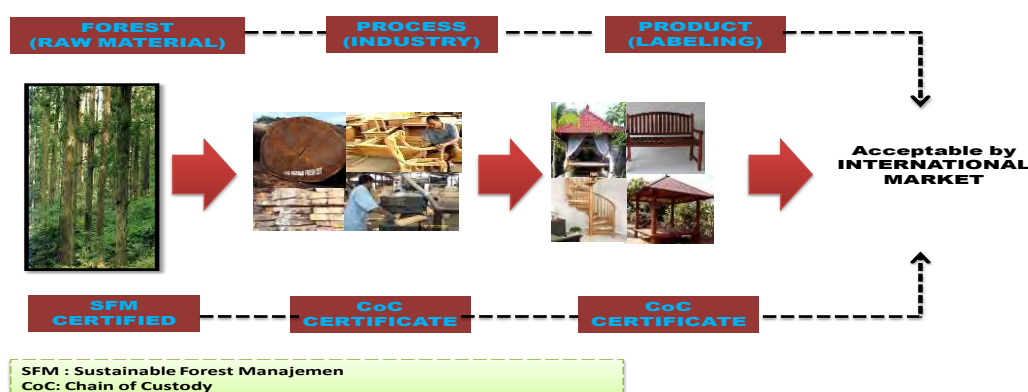 FOREST
(RAW MATERIAL)
PROCESS
(INDUSTRY)
PRODUCT
(LABELING)
Acceptable by
INTERNATIONAL
MARKET
SFM
CERTIFIED
CoC
CERTIFICATE
CoC
CERTIFICATE
SFM : Sustainable Forest Manajemen
CoC: Chain of Custody